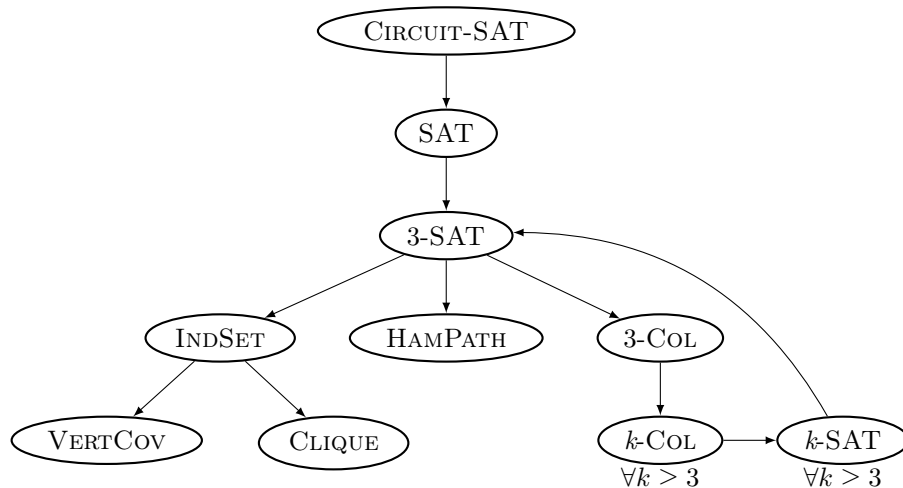 CIRCUIT-SAT
SAT
3-SAT
INDSET
HAMPATH
3-COL
VERTCOV
CLIQUE
k-COL
k-SAT
∀k > 3
∀k > 3